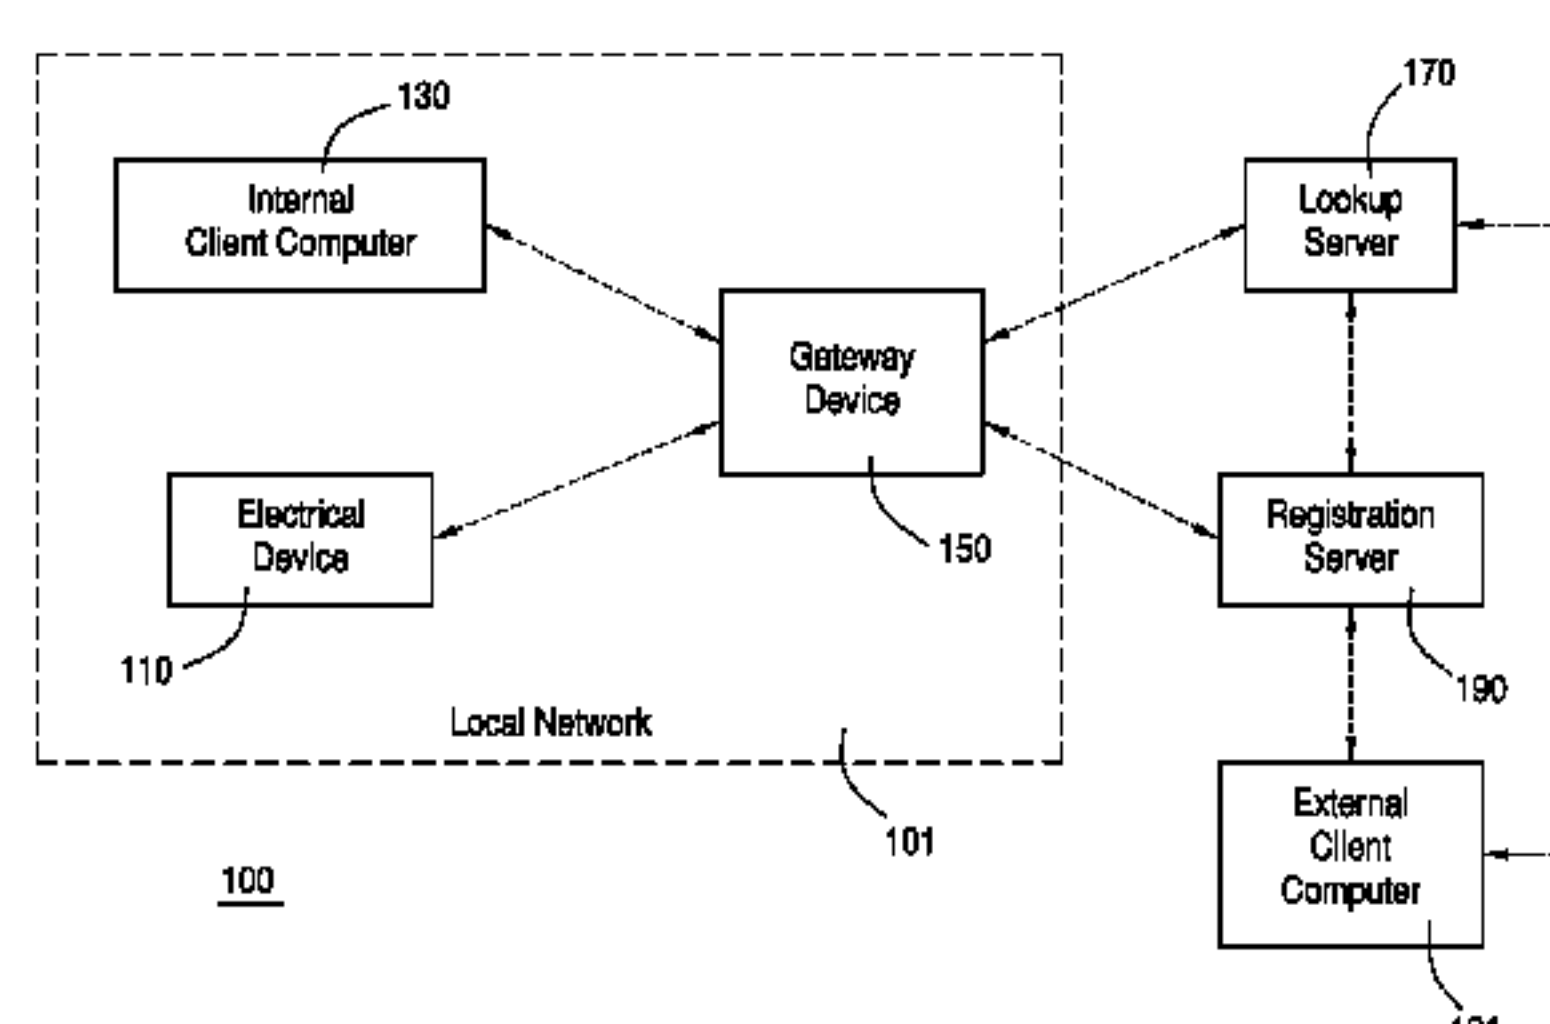 130
170
Internal
Client Computer
Lookup
Server
Gateway
Device
Electrical
Device
150
Registration
Server
110
190
Local Network
101
External
Client
Computer
100